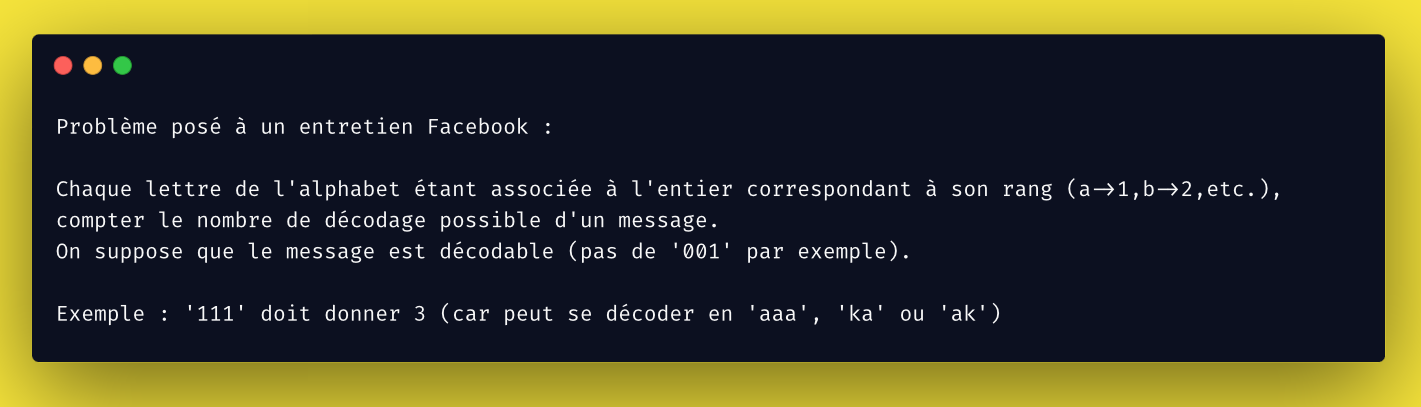 Problème posé à un entretien Facebook :
Chaque lettre de l'alphabet étant associée à l'entier correspondant à son rang (a->1,b->2,etc.),
compter le nombre de décodage possible d'un message.
On suppose que le message est décodable (pas de '001' par exemple).
Exemple : '111' doit donner 3 (car peut se décoder en 'aaa', 'ka' ou 'ak')